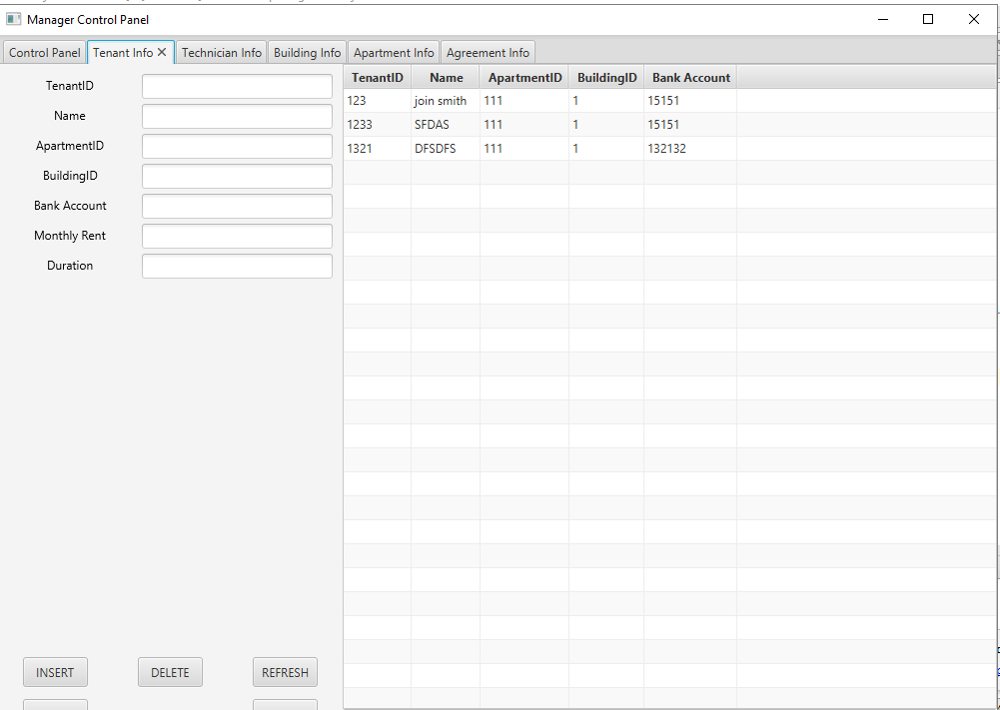 Manager Control Panel
Control Panel Tenant Info Technician Info Building Info Apartment Info Agreement Info
TenantID
Name
ApartmentID
BuildingID
Bank Account
Monthly Rent
Duration
TenantID Name ApartmentID BuildingID Bank Account
123 join smith 111 1 15151
1233 SFDAS 111 1 15151
1321 DFSDFS 111 1 132132
INSERT DELETE REFRESH